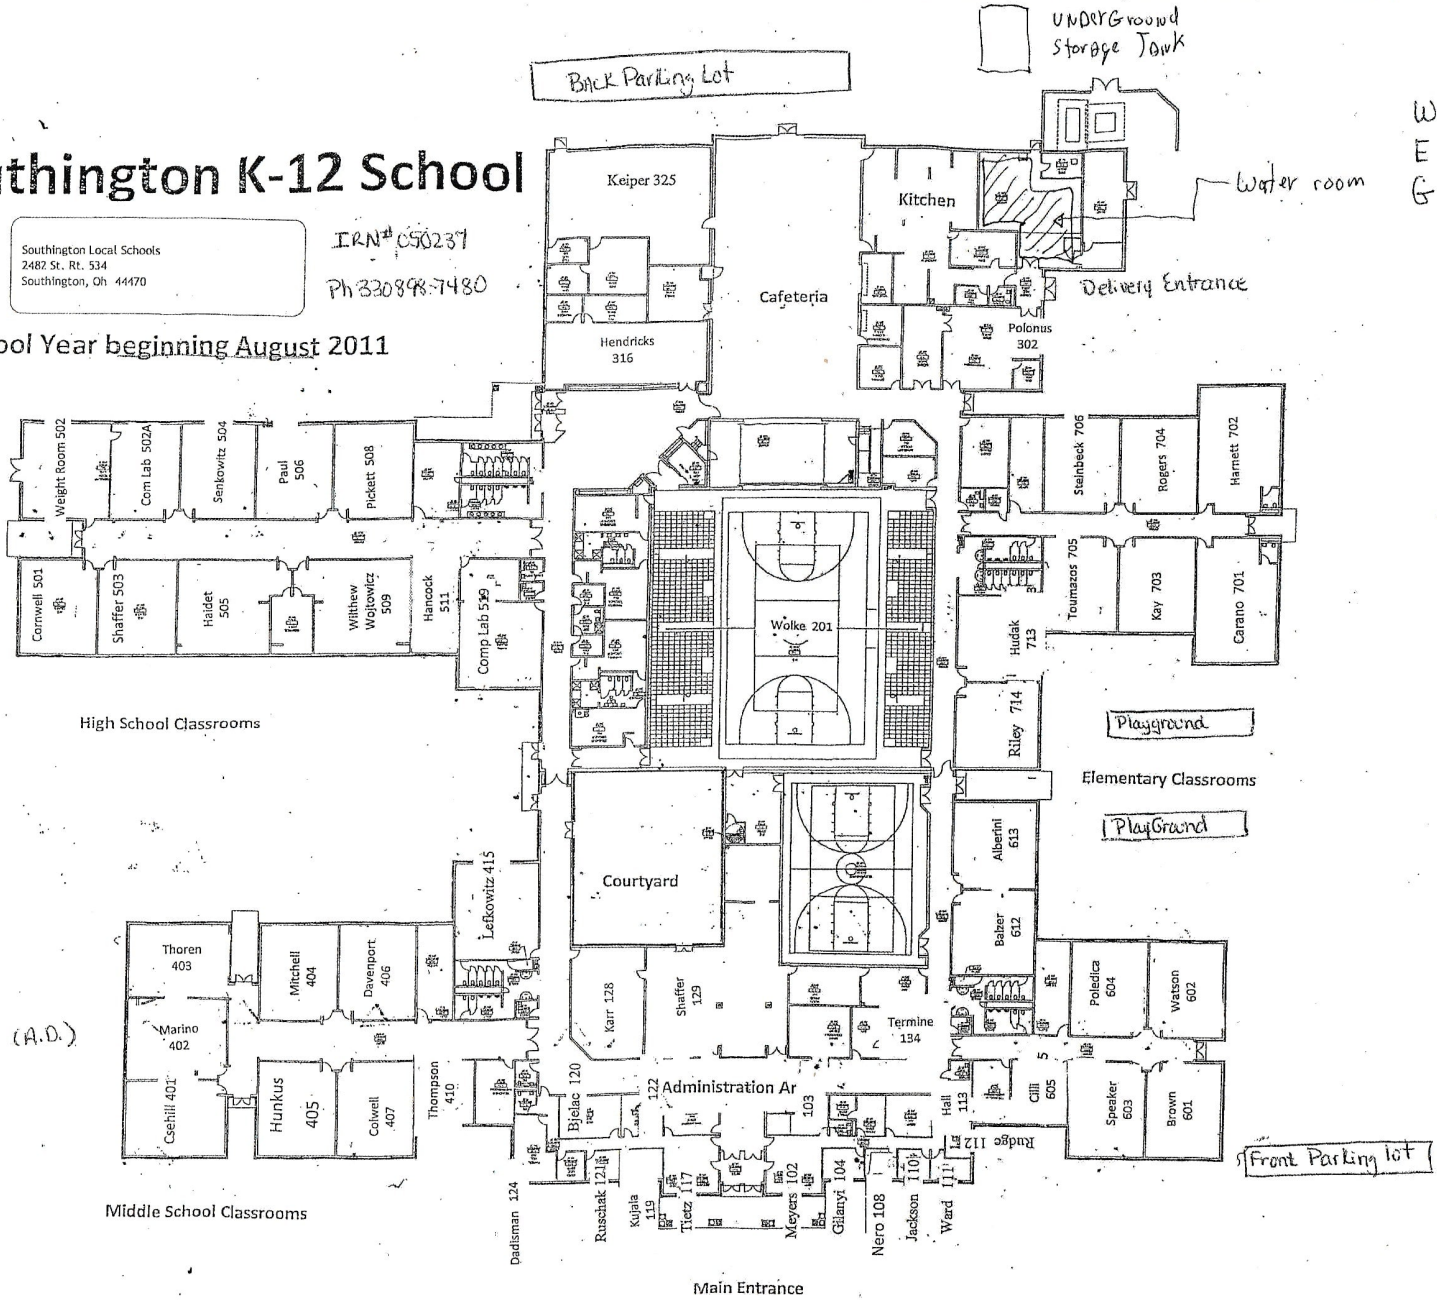 UNDERGround
Storage Tank
BACK Parking Lot
W
E
G
uthington K-12 School
Keiper 325
Kitchen
Water room
Southington Local Schools
2482 St. Rt. 534
Southington, Oh 44470
IRN# 050237
Ph 330898-7480
Cafeteria
Delivery Entrance
Polonus
302
Hendricks
316
ool Year beginning August 2011
Weight Room 502
Com Lab 502A
Senkowitz 504
Paul
506
Pickett 508
Steinbeck 706
Rogers 704
Harnett 702
Cornwell 501
Shaffer 503
Haidet
505
Wilthew
Wojtowicz
509
Hancock
511
Comp Lab 519
Wolke 201
Hudak
713
Toumazos 705
Kay 703
Carano 701
Riley 714
High School Classrooms
Playground
Elementary Classrooms
PlayGround
Alberini
613
Courtyard
Lefkowitz 415
Balzer
612
Thoren
403
Mitchell
404
Davenport
406
Karr 128
Shaffer
129
Termine
134
Poledica
604
Watson
602
(A.D.)
Marino
402
Csehill 401
Hunkus
405
Colwell
407
Thompson
410
Bjelac 120
122
Administration Ar
103
Hall
113
5
Cilli
605
Speaker
603
Brown
601
Rudge 112
Front Parking lot
Middle School Classrooms
Dadisman 124
Ruschak 121
Kujala
119
Tietz 117
Meyers 102
Gilanyi 104
Nero 108
Jackson 110
Ward 111
Main Entrance